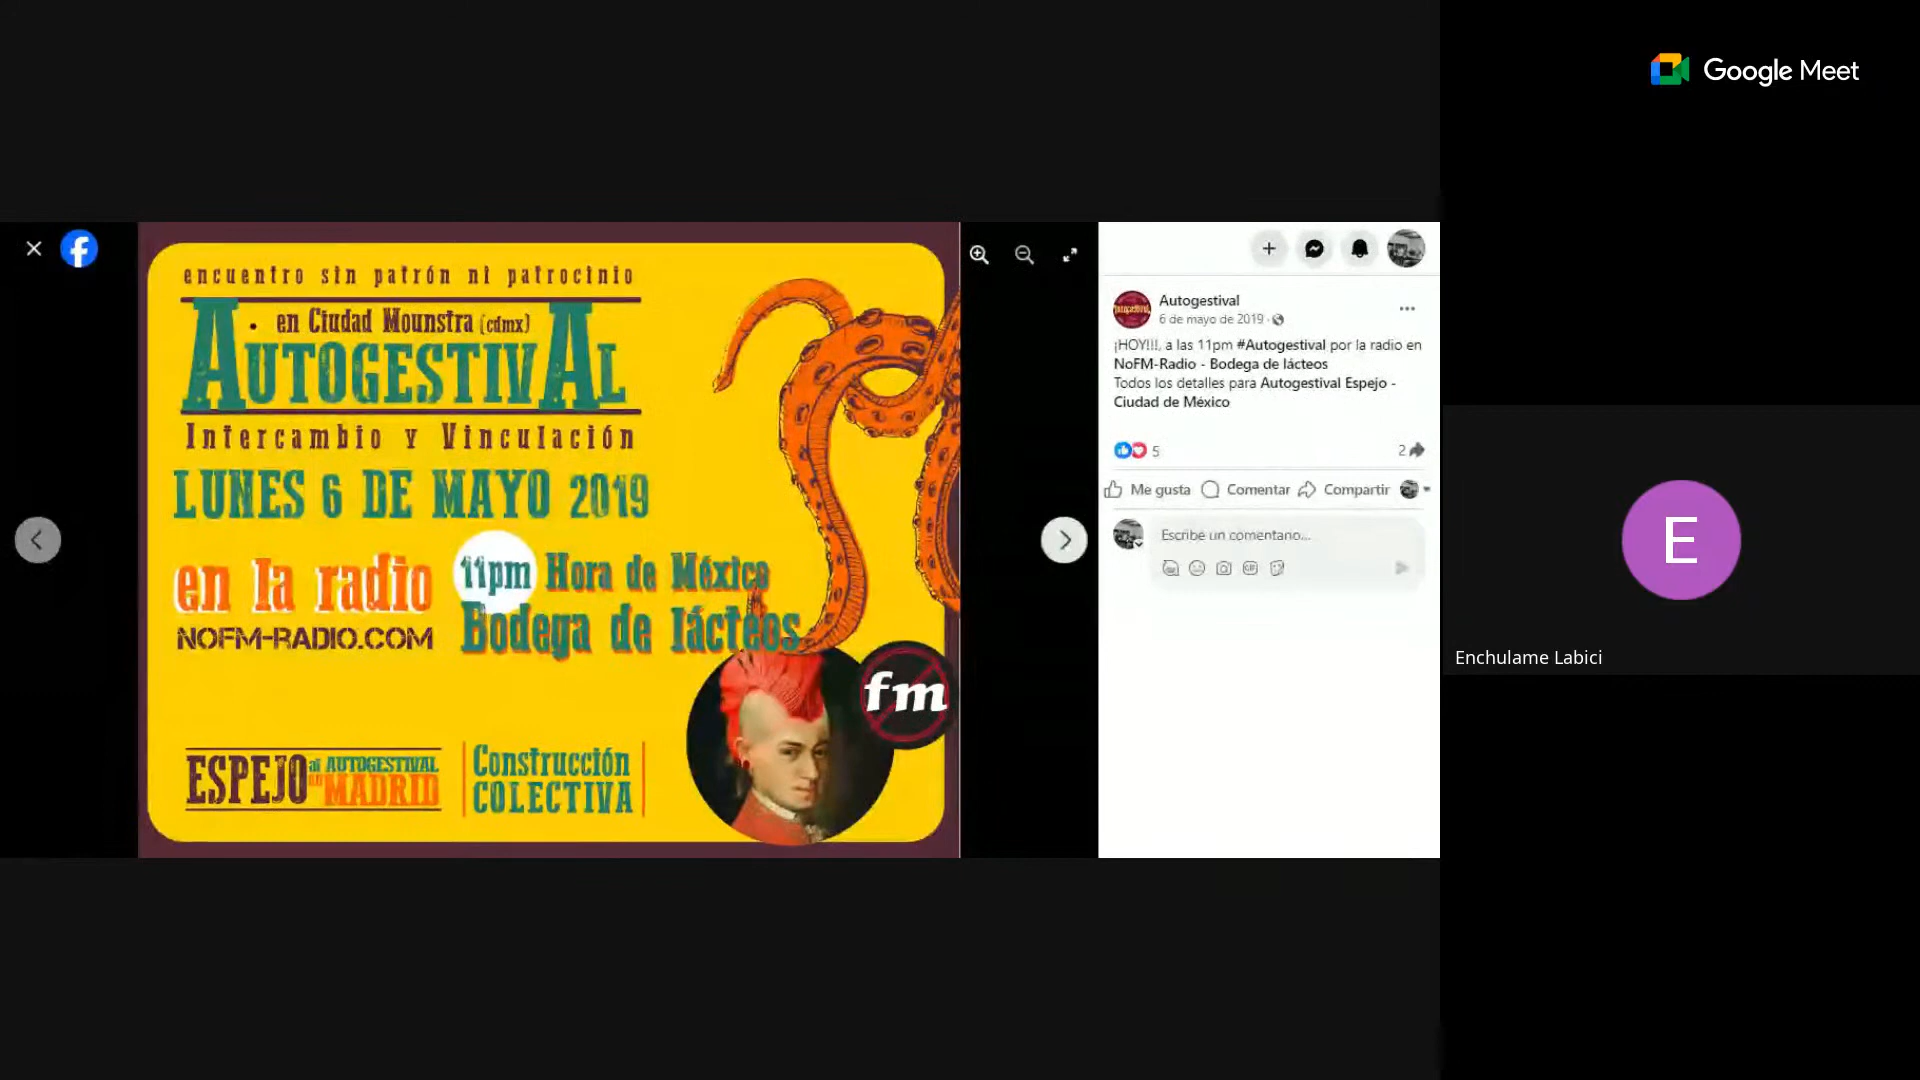 Google Meet
encuentro sin patrón ni patrocinio
en Ciudad Mounstra (cdmx)
AUTOGESTIVAL
Intercambio y Vinculación
LUNES 6 DE MAYO 2019
en la radio
NOFM-RADIO.COM
11pm Hora de México
Bodega de lácteos
fm
ESPEJO al AUTOGESTIVAL
en MADRID
Construcción
COLECTIVA
Autogestival
6 de mayo de 2019
¡HOY!!!, a las 11pm #Autogestival por la radio en
NoFM-Radio - Bodega de lácteos
Todos los detalles para Autogestival Espejo -
Ciudad de México
5
2
Me gusta Comentar Compartir
Escribe un comentario...
GIF
E
Enchulame Labici